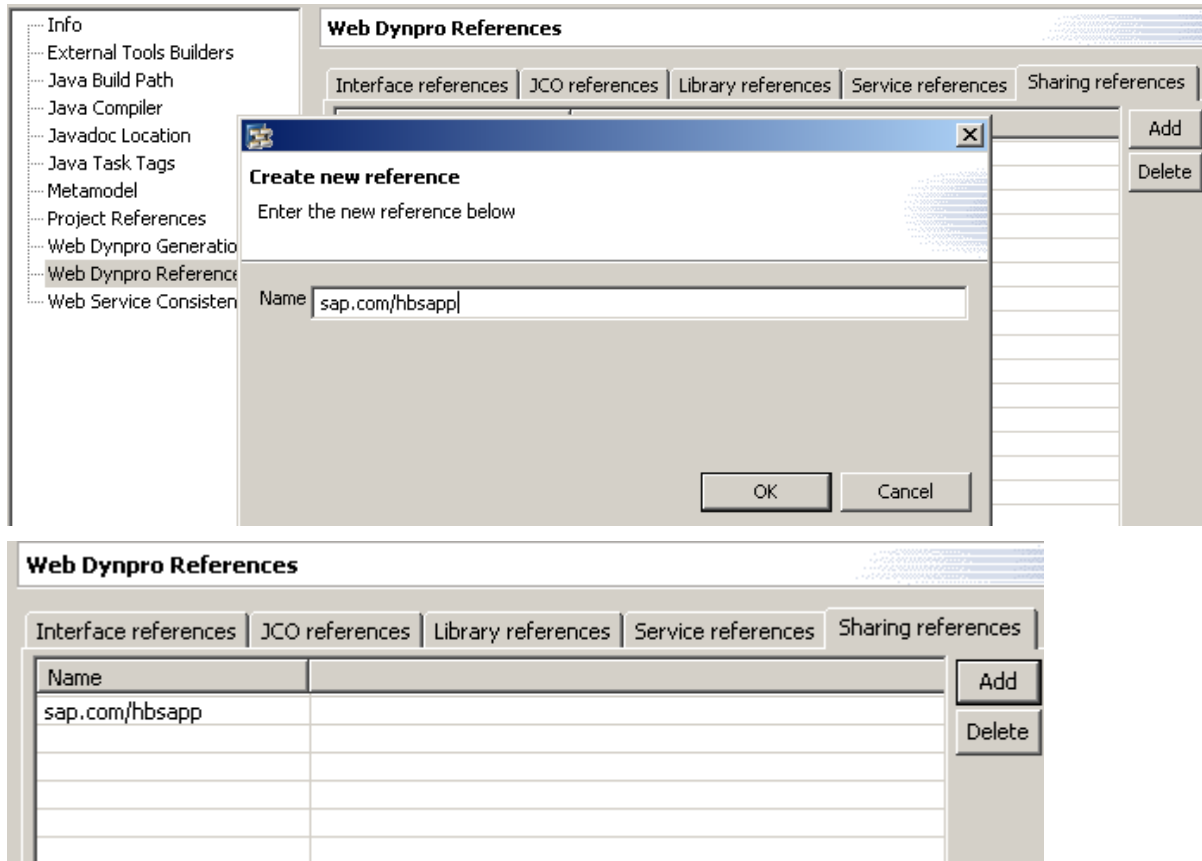 Info
External Tools Builders
Java Build Path
Java Compiler
Javadoc Location
Java Task Tags
Metamodel
Project References
Web Dynpro Generatio
Web Dynpro Reference
Web Service Consisten
Web Dynpro References
Interface references JCO references Library references Service references Sharing references
Add
Delete
Create new reference
Enter the new reference below
Name sap.com/hbsapp
OK Cancel
Web Dynpro References
Interface references JCO references Library references Service references Sharing references
Name
sap.com/hbsapp
Add
Delete